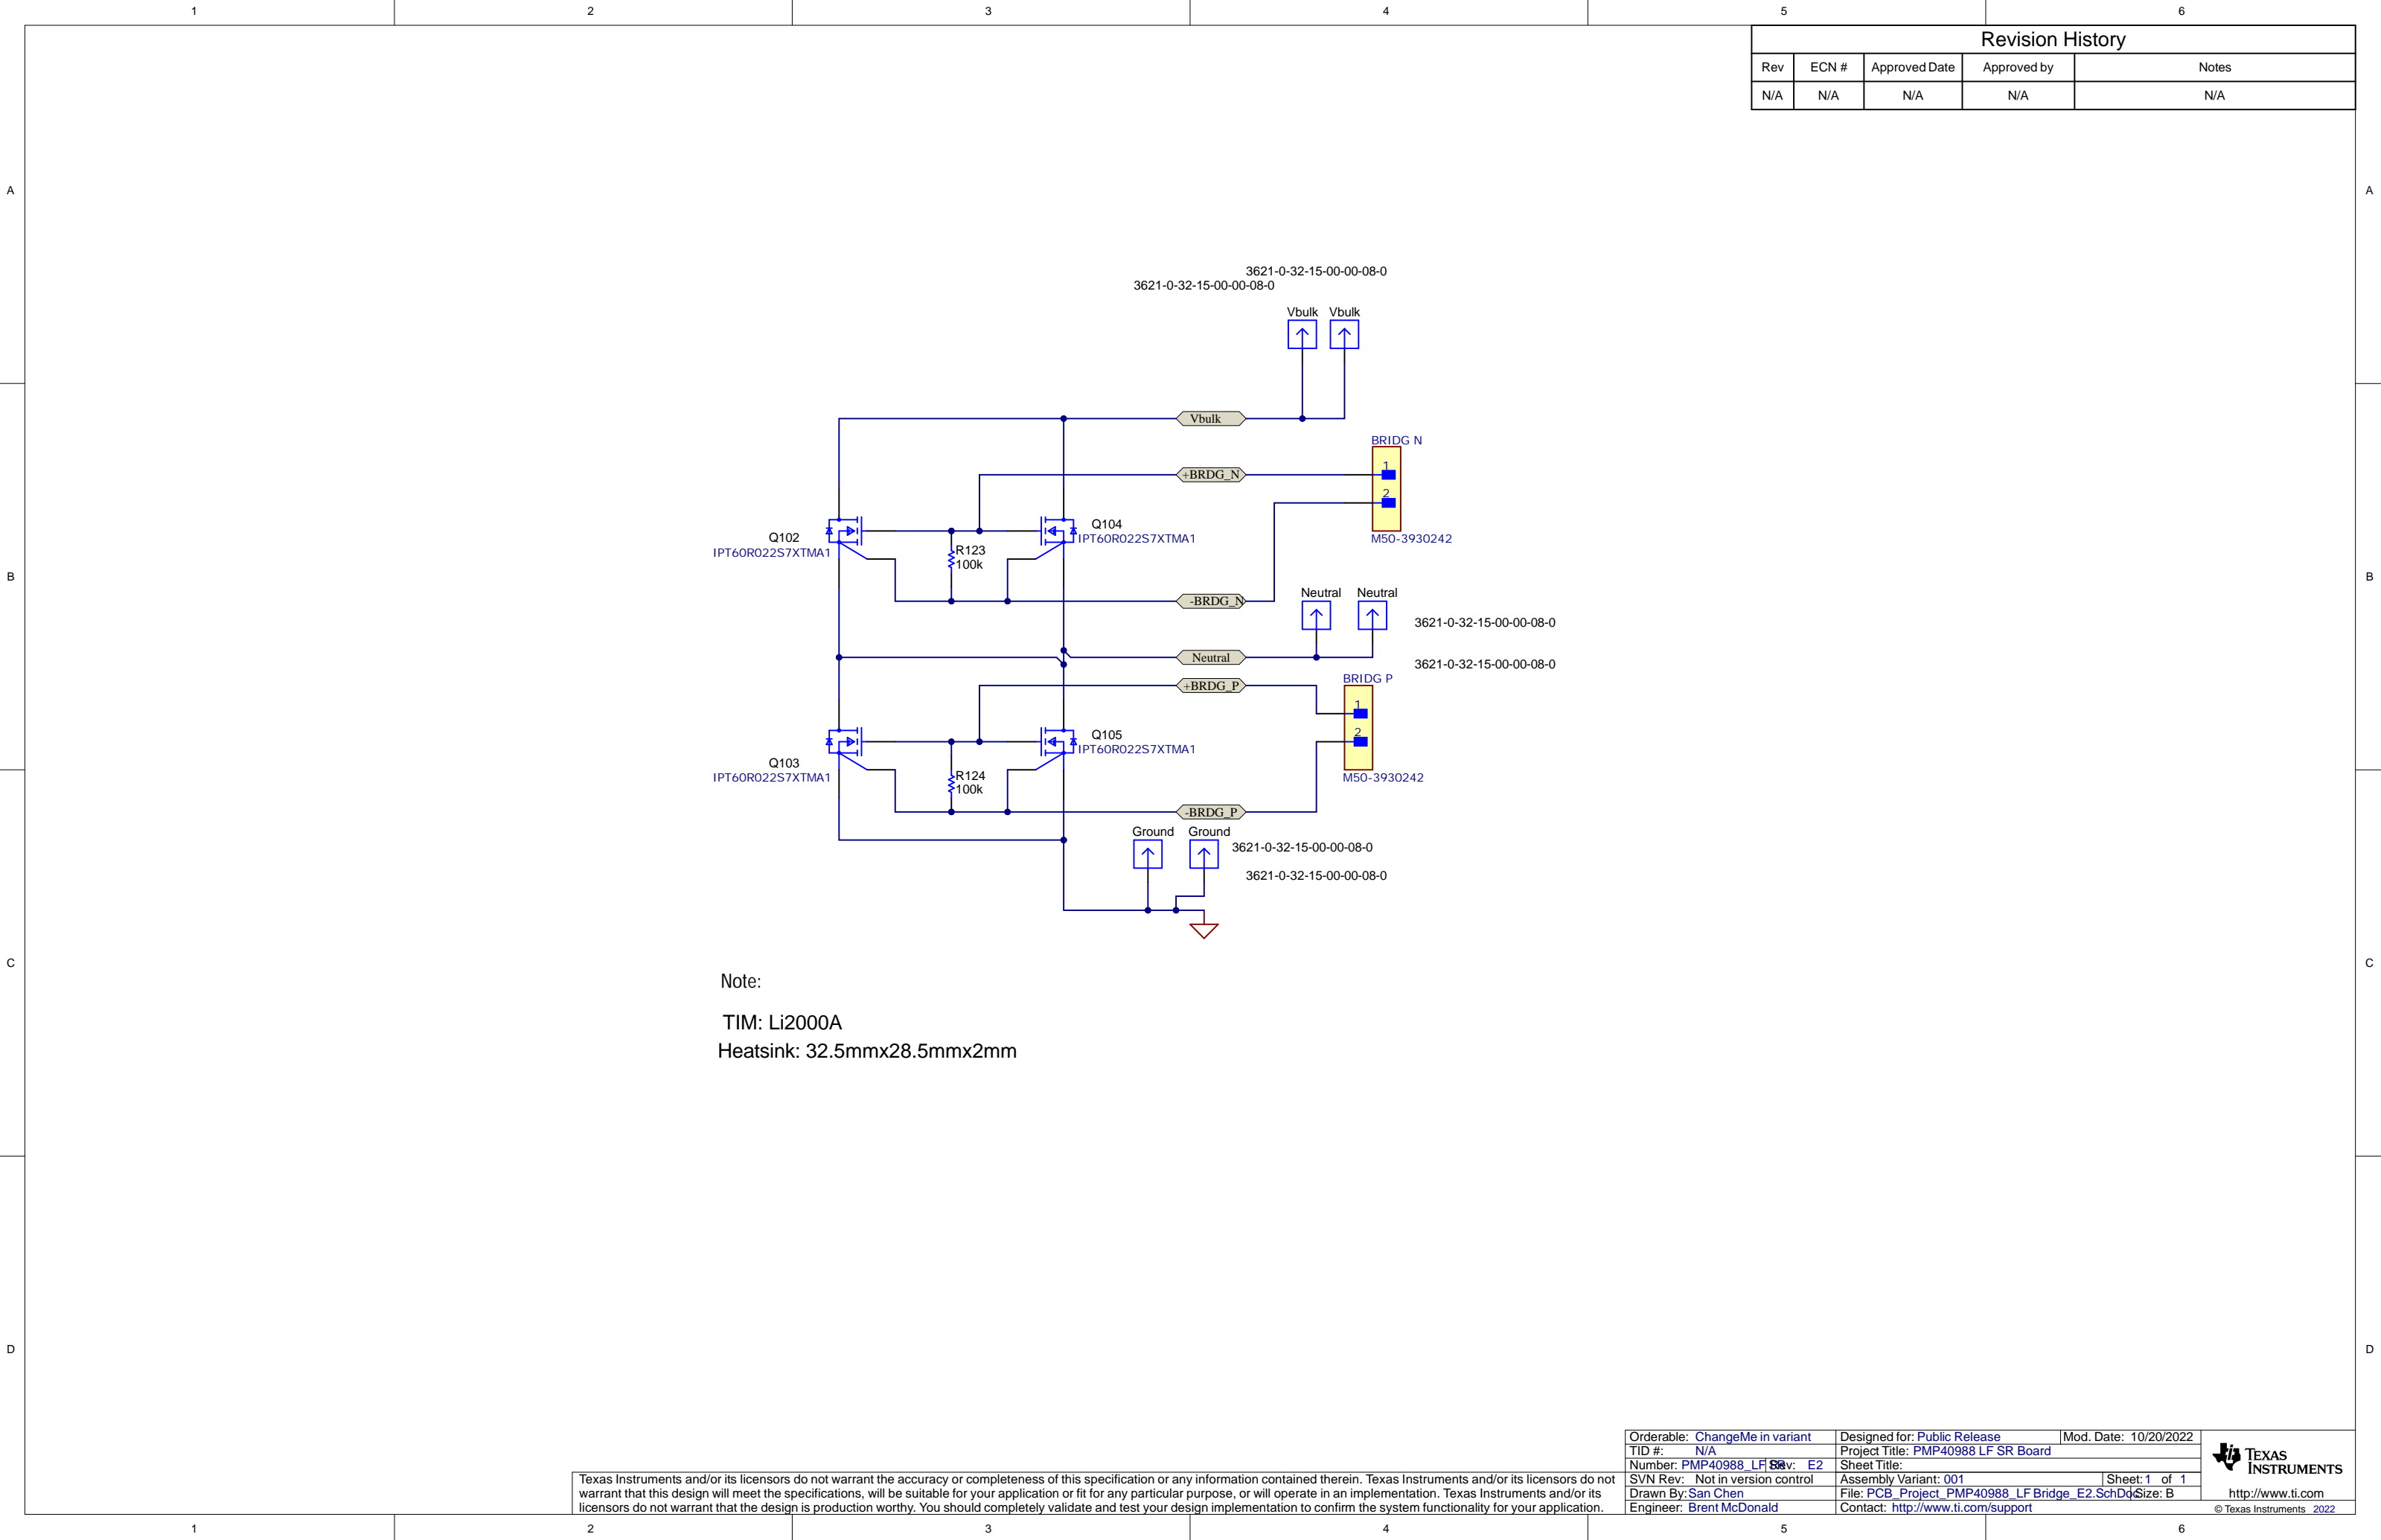 1 2 3 4 5 6
Revision History
Rev ECN # Approved Date Approved by Notes
N/A N/A N/A N/A N/A
A A
3621-0-32-15-00-00-08-0
3621-0-32-15-00-00-08-0
Vbulk Vbulk
Vbulk
BRIDG N
+BRDG_N
1
2
Q102
IPT60R022S7XTMA1
Q104
IPT60R022S7XTMA1
M50-3930242
R123
100k
B B
-BRDG_N
Neutral Neutral
3621-0-32-15-00-00-08-0
Neutral
3621-0-32-15-00-00-08-0
BRIDG P
+BRDG_P
1
2
Q103
IPT60R022S7XTMA1
Q105
IPT60R022S7XTMA1
R124
100k
M50-3930242
-BRDG_P
Ground Ground
3621-0-32-15-00-00-08-0
3621-0-32-15-00-00-08-0
C C
Note:
TIM: Li2000A
Heatsink: 32.5mmx28.5mmx2mm
D D
Texas Instruments and/or its licensors do not warrant the accuracy or completeness of this specification or any information contained therein. Texas Instruments and/or its licensors do not
warrant that this design will meet the specifications, will be suitable for your application or fit for any particular purpose, or will operate in an implementation. Texas Instruments and/or its
licensors do not warrant that the design is production worthy. You should completely validate and test your design implementation to confirm the system functionality for your application.
Orderable: ChangeMe in variant Designed for: Public Release Mod. Date: 10/20/2022
TID #: N/A Project Title: PMP40988 LF SR Board
Number: PMP40988_LF SR Rev: E2 Sheet Title:
SVN Rev: Not in version control Assembly Variant: 001 Sheet: 1 of 1
Drawn By: San Chen File: PCB_Project_PMP40988_LF Bridge_E2.SchDoc Size: B
Engineer: Brent McDonald Contact: http://www.ti.com/support
TEXAS
INSTRUMENTS
http://www.ti.com
© Texas Instruments 2022
1 2 3 4 5 6